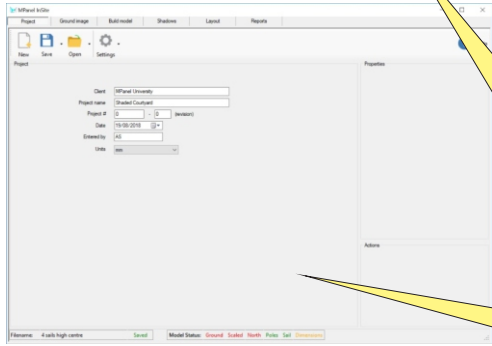 MPanel InSite
Project Ground image Build model Shadows Layout Reports
New Save Open Settings
Project Properties
Client MPanel University
Project name Shaded Courtyard
Project # 0 - 0 (revision)
Date 19/06/2018
Entered by AS
Units mm
Actions
Filename: 4 sails high centre Saved Model Status: Ground Scaled North Poles Sail Dimensions